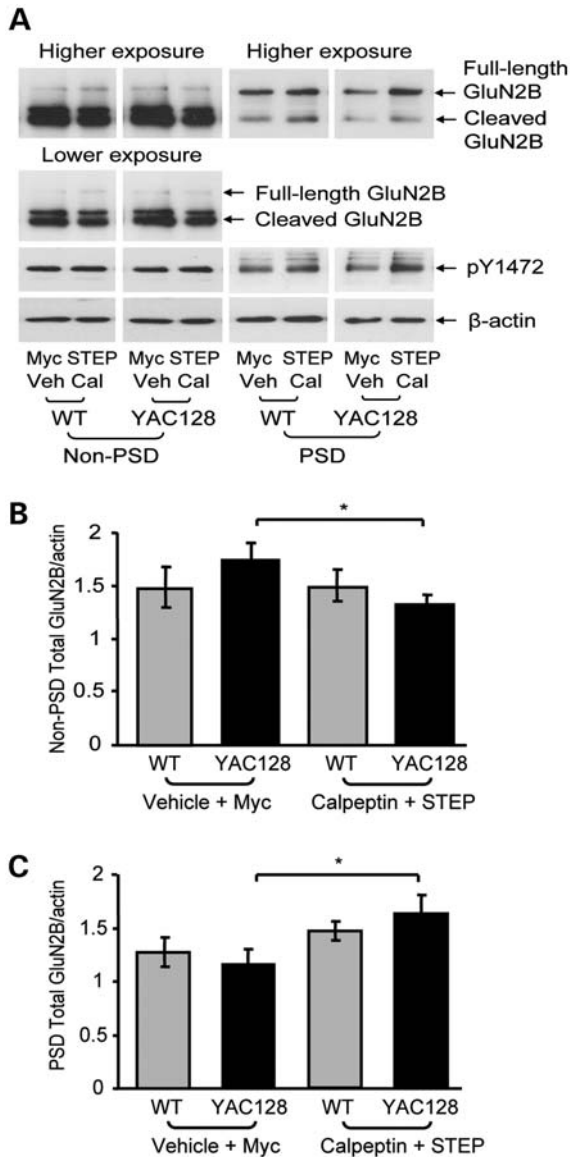 A
Higher exposure Higher exposure
Full-length
GluN2B
Cleaved
GluN2B
Lower exposure
Full-length GluN2B
Cleaved GluN2B
pY1472
β-actin
Myc STEP Myc STEP Myc STEP Myc STEP
Veh Cal Veh Cal Veh Cal Veh Cal
WT YAC128 WT YAC128
Non-PSD PSD
B
*
Non-PSD Total GluN2B/actin
2
1.5
1
0.5
0
WT YAC128 WT YAC128
Vehicle + Myc Calpeptin + STEP
C
*
PSD Total GluN2B/actin
2
1.5
1
0.5
0
WT YAC128 WT YAC128
Vehicle + Myc Calpeptin + STEP